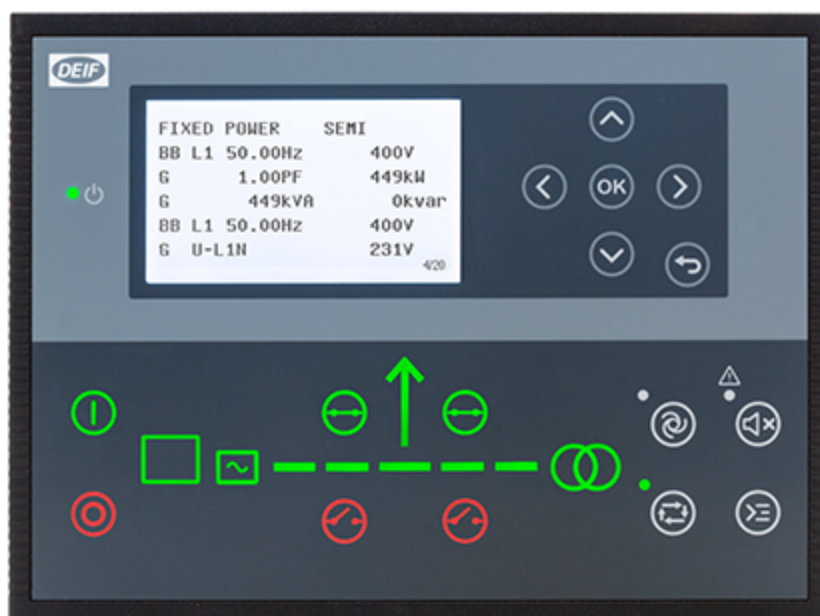 DEIF
FIXED POWER SEMI
BB L1 50.00Hz 400V
G 1.00PF 449kW
G 449kVA 0kvar
BB L1 50.00Hz 400V
G U-L1N 231V
4/20
OK